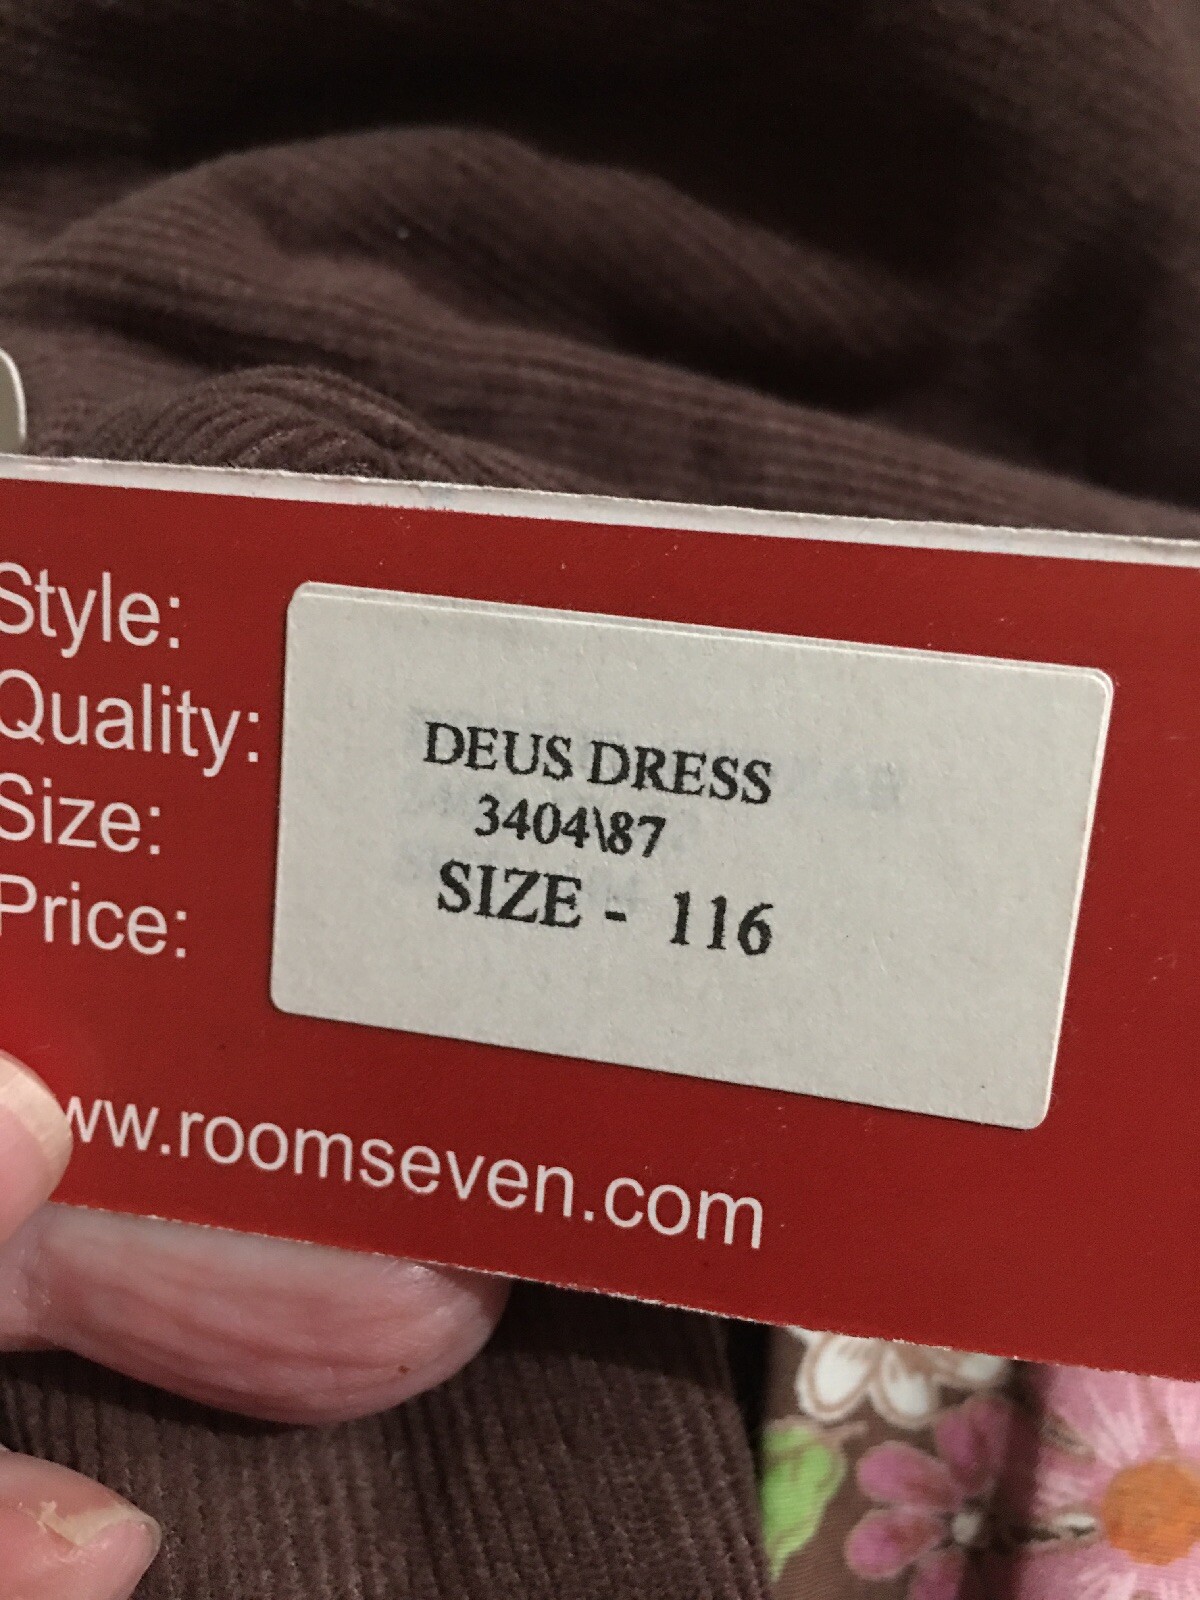 Style:
Quality:
Size:
Price:
DEUS DRESS
3404\87
SIZE - 116
ww.roomseven.com